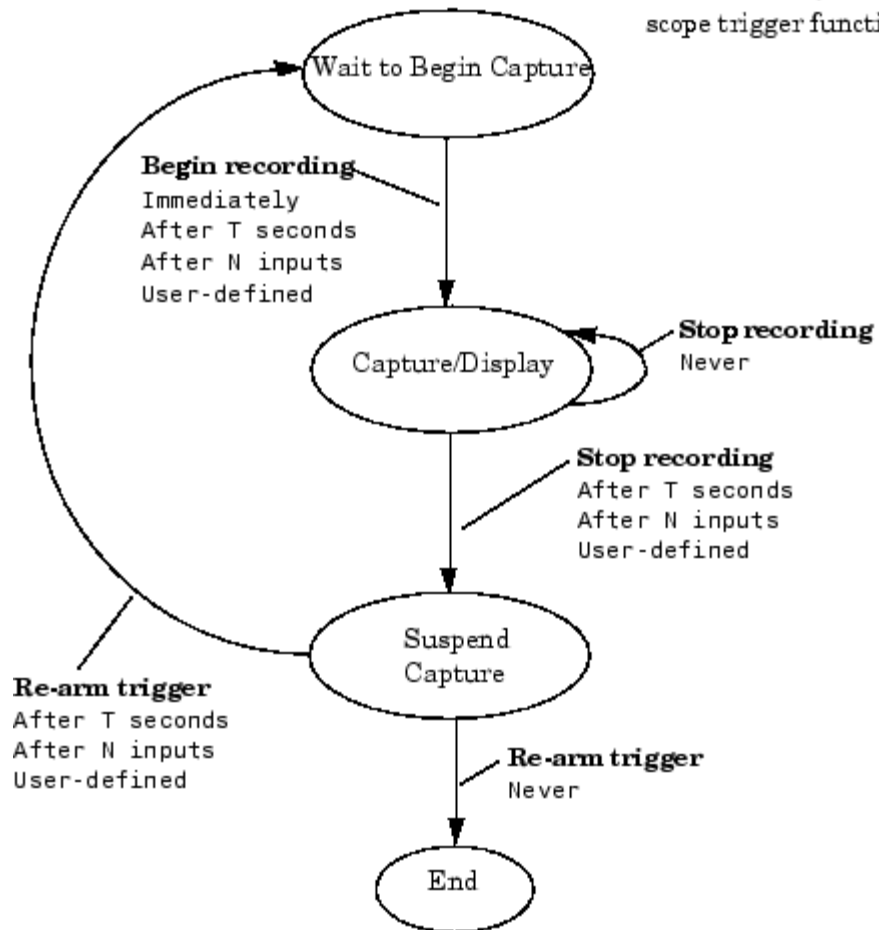 scope trigger functi
Wait to Begin Capture
Begin recording
Immediately
After T seconds
After N inputs
User-defined
Capture/Display
Stop recording
Never
Stop recording
After T seconds
After N inputs
User-defined
Suspend
Capture
Re-arm trigger
After T seconds
After N inputs
User-defined
Re-arm trigger
Never
End